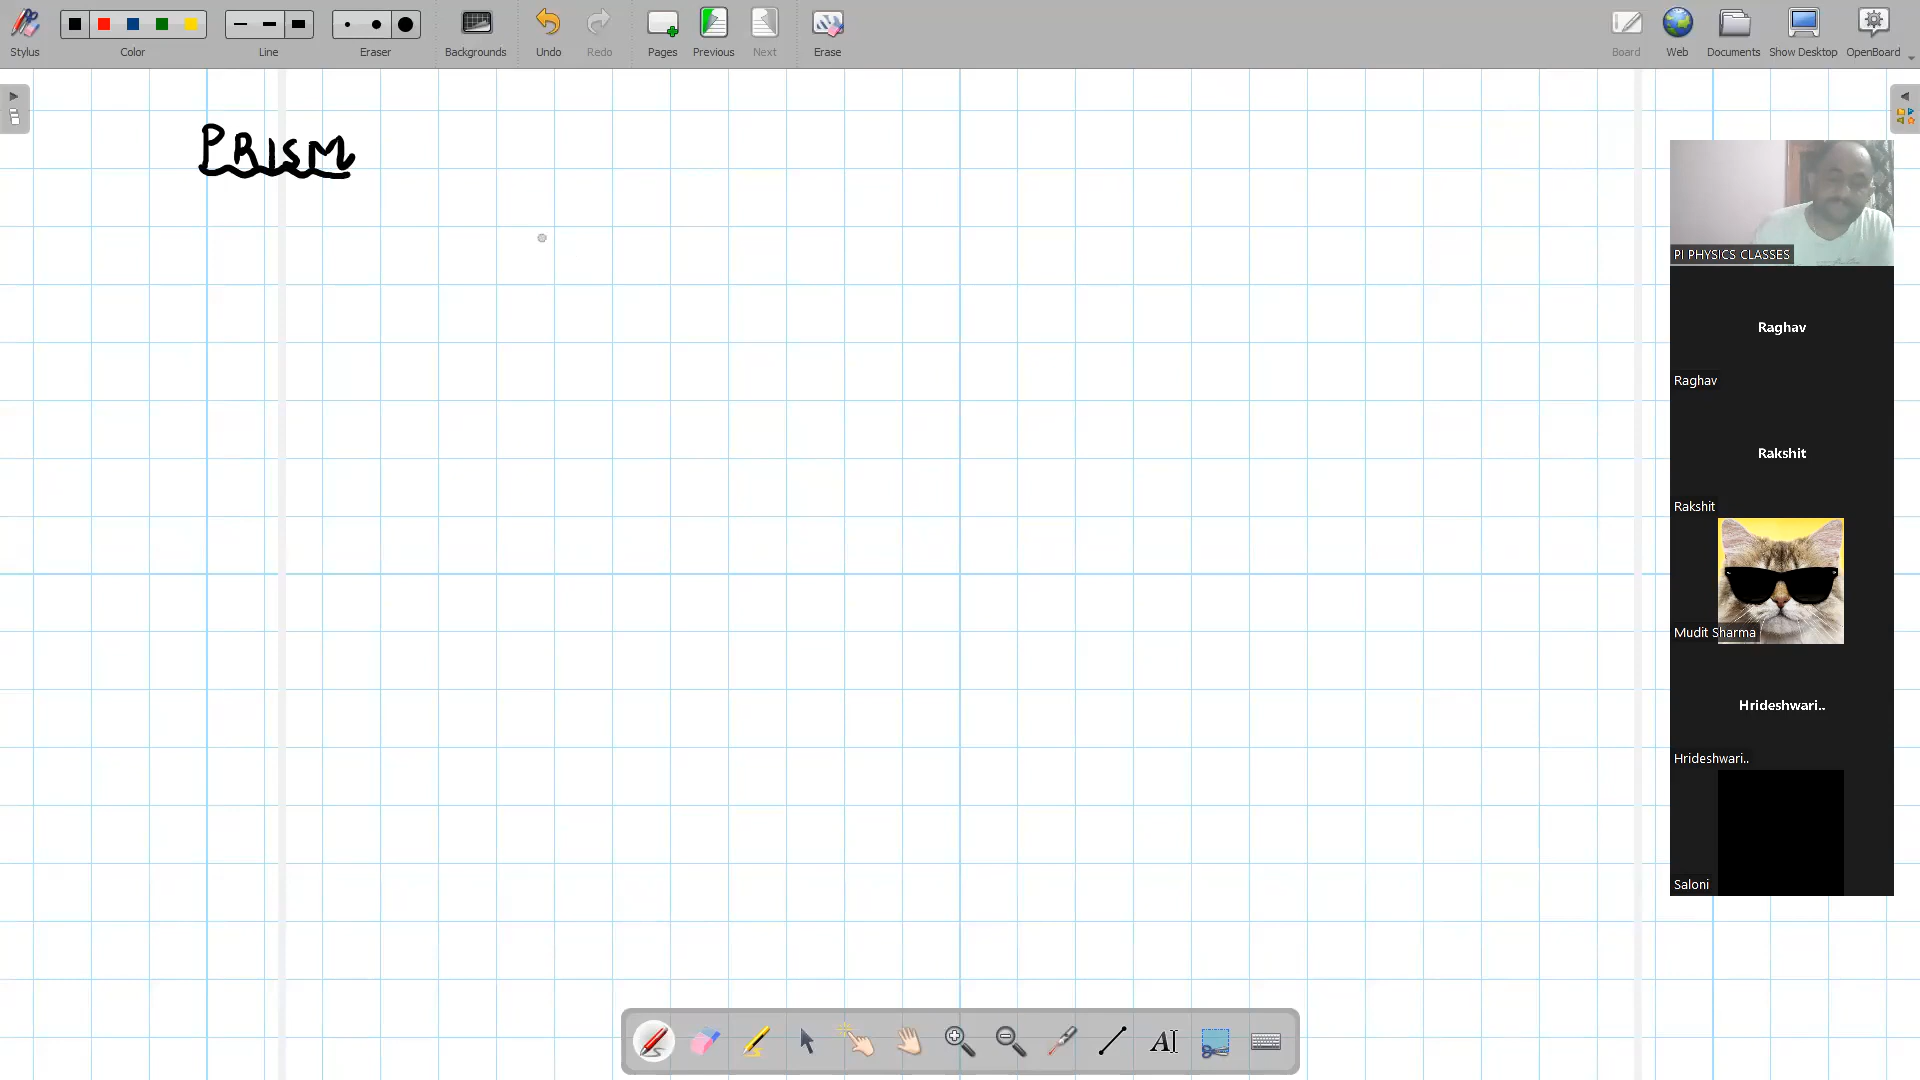 Stylus
Color
Line
Eraser
Backgrounds
Undo
Redo
Pages
Previous
Next
Erase
Board
Web
Documents
Show Desktop
OpenBoard
PRISM
PI PHYSICS CLASSES
Raghav
Raghav
Rakshit
Rakshit
Mudit Sharma
Hrideshwari..
Hrideshwari..
Saloni